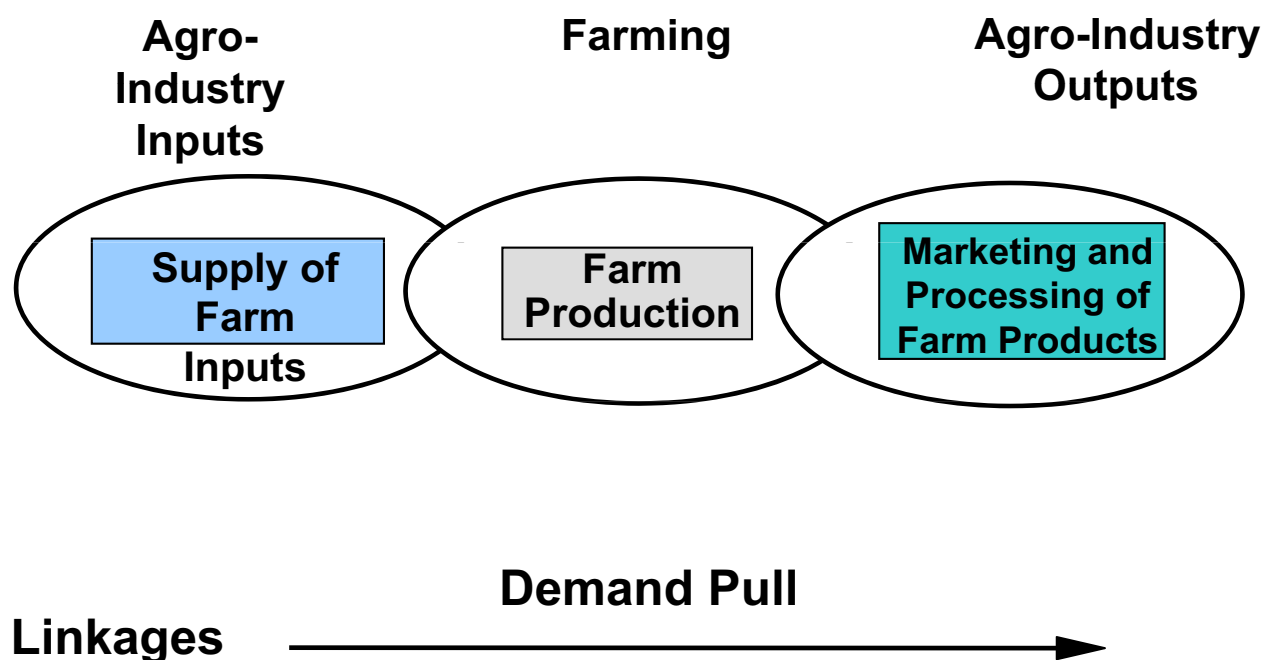 Agro-
Industry
Inputs
Farming
Agro-Industry
Outputs
Supply of
Farm
Inputs
Farm
Production
Marketing and
Processing of
Farm Products
Demand Pull
Linkages